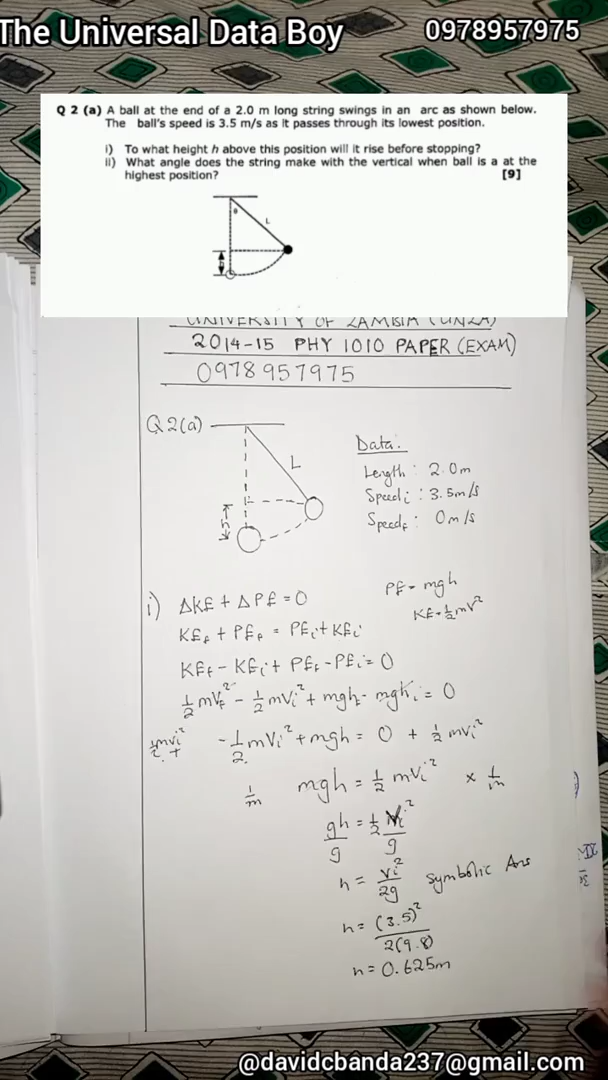 The Universal Data Boy 0978957975
Q 2 (a) A ball at the end of a 2.0 m long string swings in an arc as shown below.
The ball's speed is 3.5 m/s as it passes through its lowest position.
i) To what height h above this position will it rise before stopping?
ii) What angle does the string make with the vertical when ball is a at the
highest position? [9]
θ
L
h
UNIVERSITY OF ZAMBIA (UNZA)
2014-15 PHY 1010 PAPER (EXAM)
0978957975
Q2(a)
L
h
Data:
Length : 2.0m
Speedi : 3.5m/s
Speedf : 0m/s
i) ΔKE + ΔPE = 0
PE = mgh
KEf + PEf = PEi + KEi
KE = ½mv²
KEf - KEi + PEf - PEi = 0
½mVf² - ½mVi² + mghf - mghi = 0
½mvi² + -½mVi² + mgh = 0 + ½mvi²
1/m mgh = ½mVi² × 1/m
gh/g = ½Vi²/g
h = vi²/2g Symbolic Ans
h = (3.5)²/2(9.8)
h = 0.625m
@davidcbanda237@gmail.com